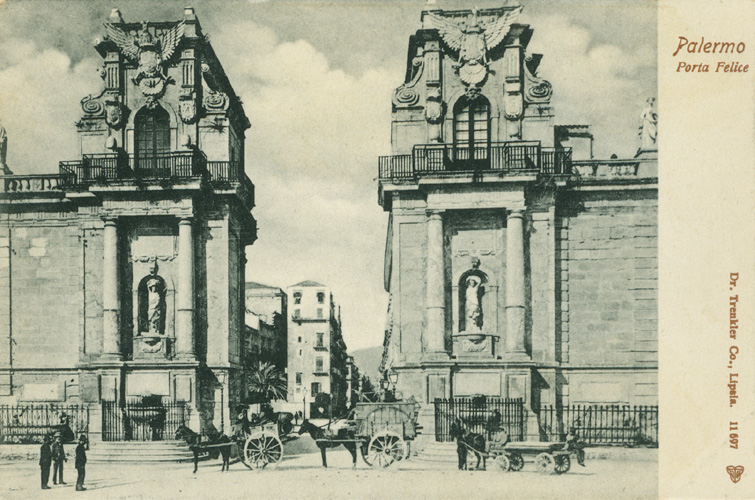 Palermo
Porta Felice
Dr. Trenkler Co., Lipsia. 11 697